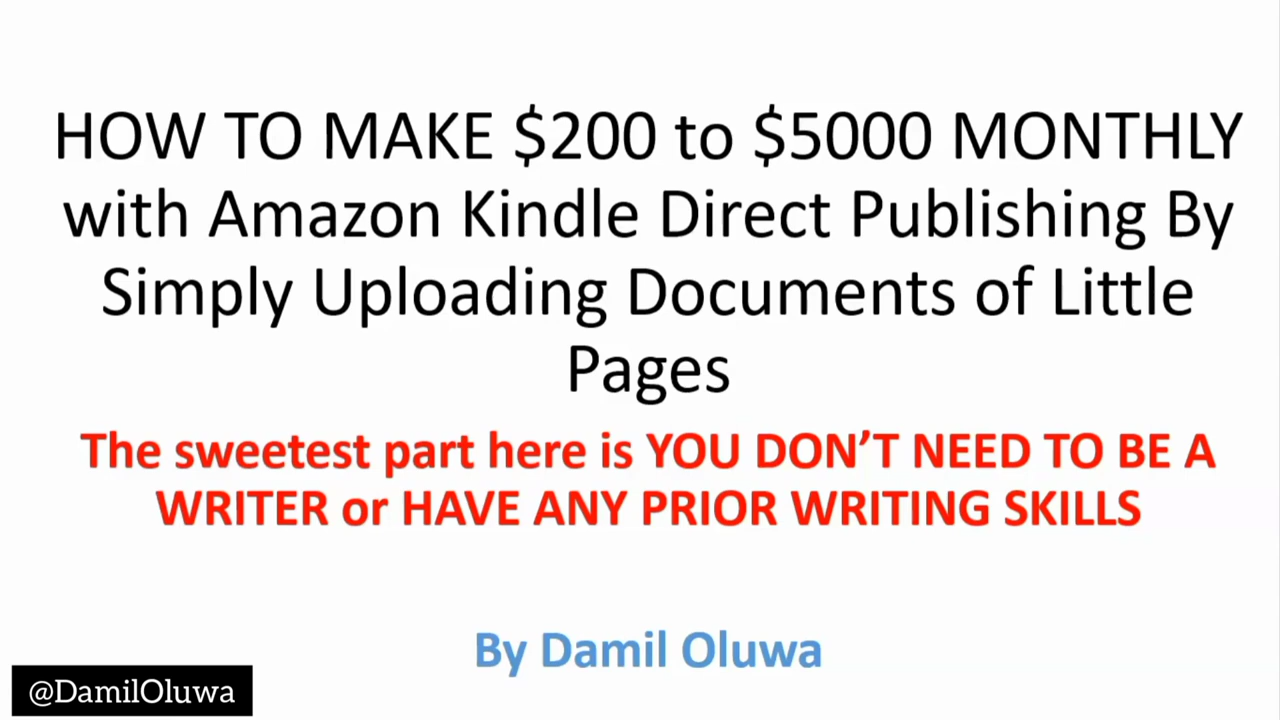 HOW TO MAKE $200 to $5000 MONTHLY
with Amazon Kindle Direct Publishing By
Simply Uploading Documents of Little
Pages
The sweetest part here is YOU DON’T NEED TO BE A
WRITER or HAVE ANY PRIOR WRITING SKILLS
By Damil Oluwa
@DamilOluwa